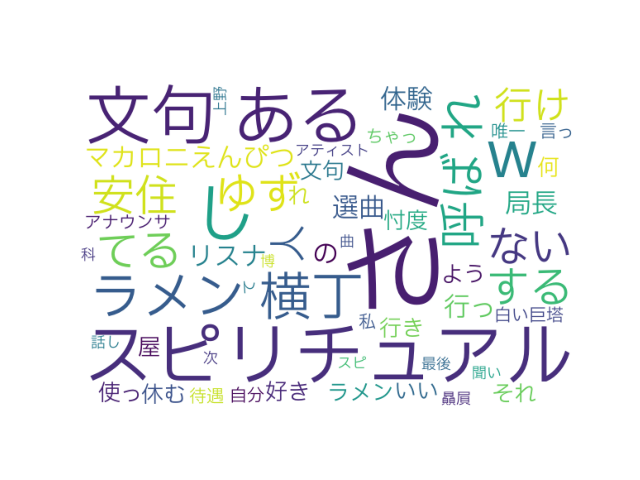 文句
ある
上野
体験
行け
ちゃっ
れ
唯一
言っ
マカロニえんぴつ
アティスト
文句
w
何
ん
安住
し
ゆず
れ
選曲
忖度
呼ば
局長
アナウンサ
てる
リスナ
人
の
曲
ない
科
博
て
ラメン
横丁
れ
よう
する
私
行き
行っ
白い巨塔
スピリチュアル
話し
屋
次
スピ
最後
聞い
使っ
休む
待遇
自分
好き
ラメン
いい
贔屓
それ